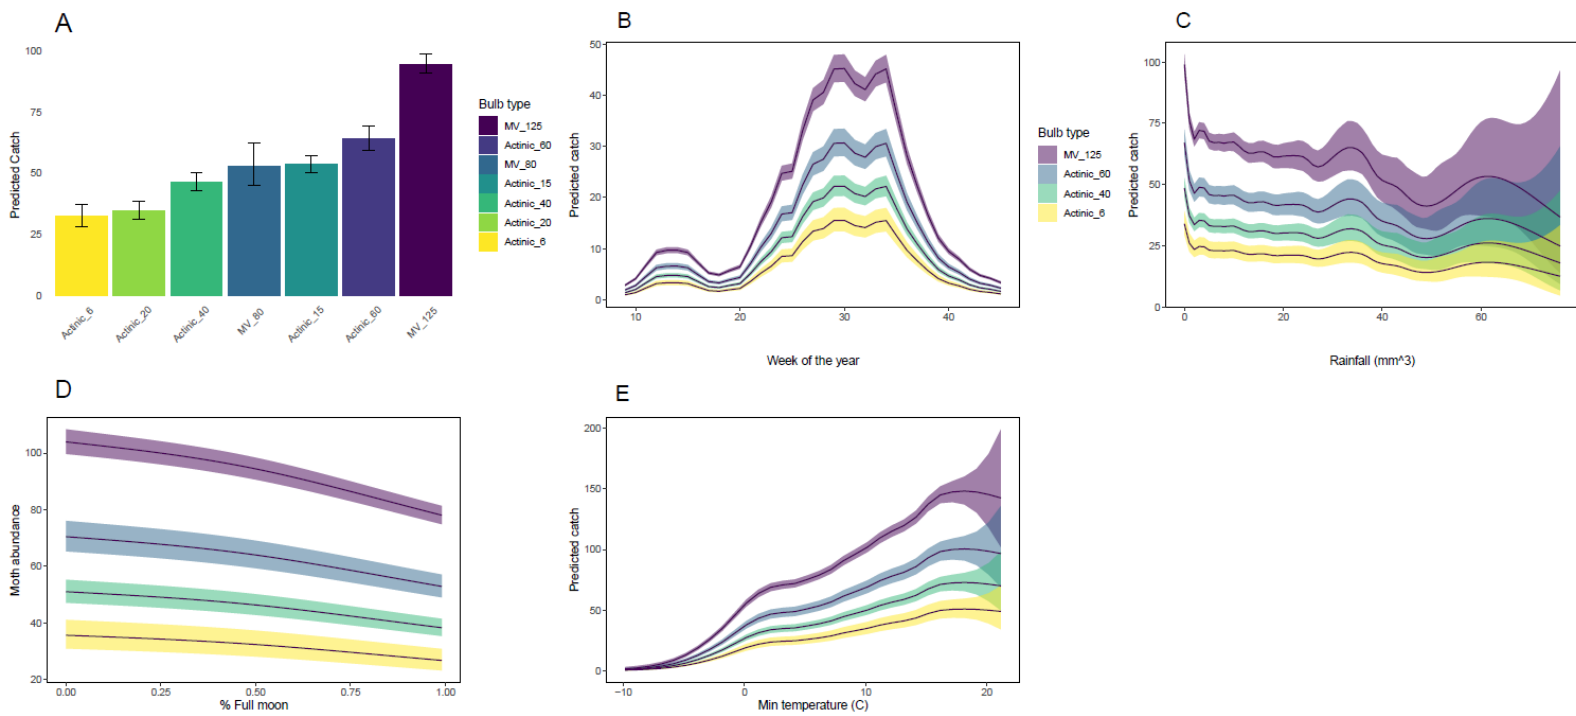 A
Predicted Catch
100
75
50
25
0
Actinic_6
Actinic_20
Actinic_40
MV_80
Actinic_15
Actinic_60
MV_125
Bulb type
MV_125
Actinic_60
MV_80
Actinic_15
Actinic_40
Actinic_20
Actinic_6
B
Predicted catch
50
40
30
20
10
0
10
20
30
40
Week of the year
Bulb type
MV_125
Actinic_60
Actinic_40
Actinic_6
C
Predicted catch
100
75
50
25
0
0
20
40
60
Rainfall (mm^3)
D
Moth abundance
100
80
60
40
20
0.00
0.25
0.50
0.75
1.00
% Full moon
E
Predicted catch
200
150
100
50
0
−10
0
10
20
Min temperature (C)